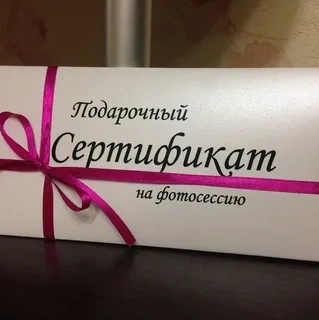 Подарочный
Сертификат
на фотосессию